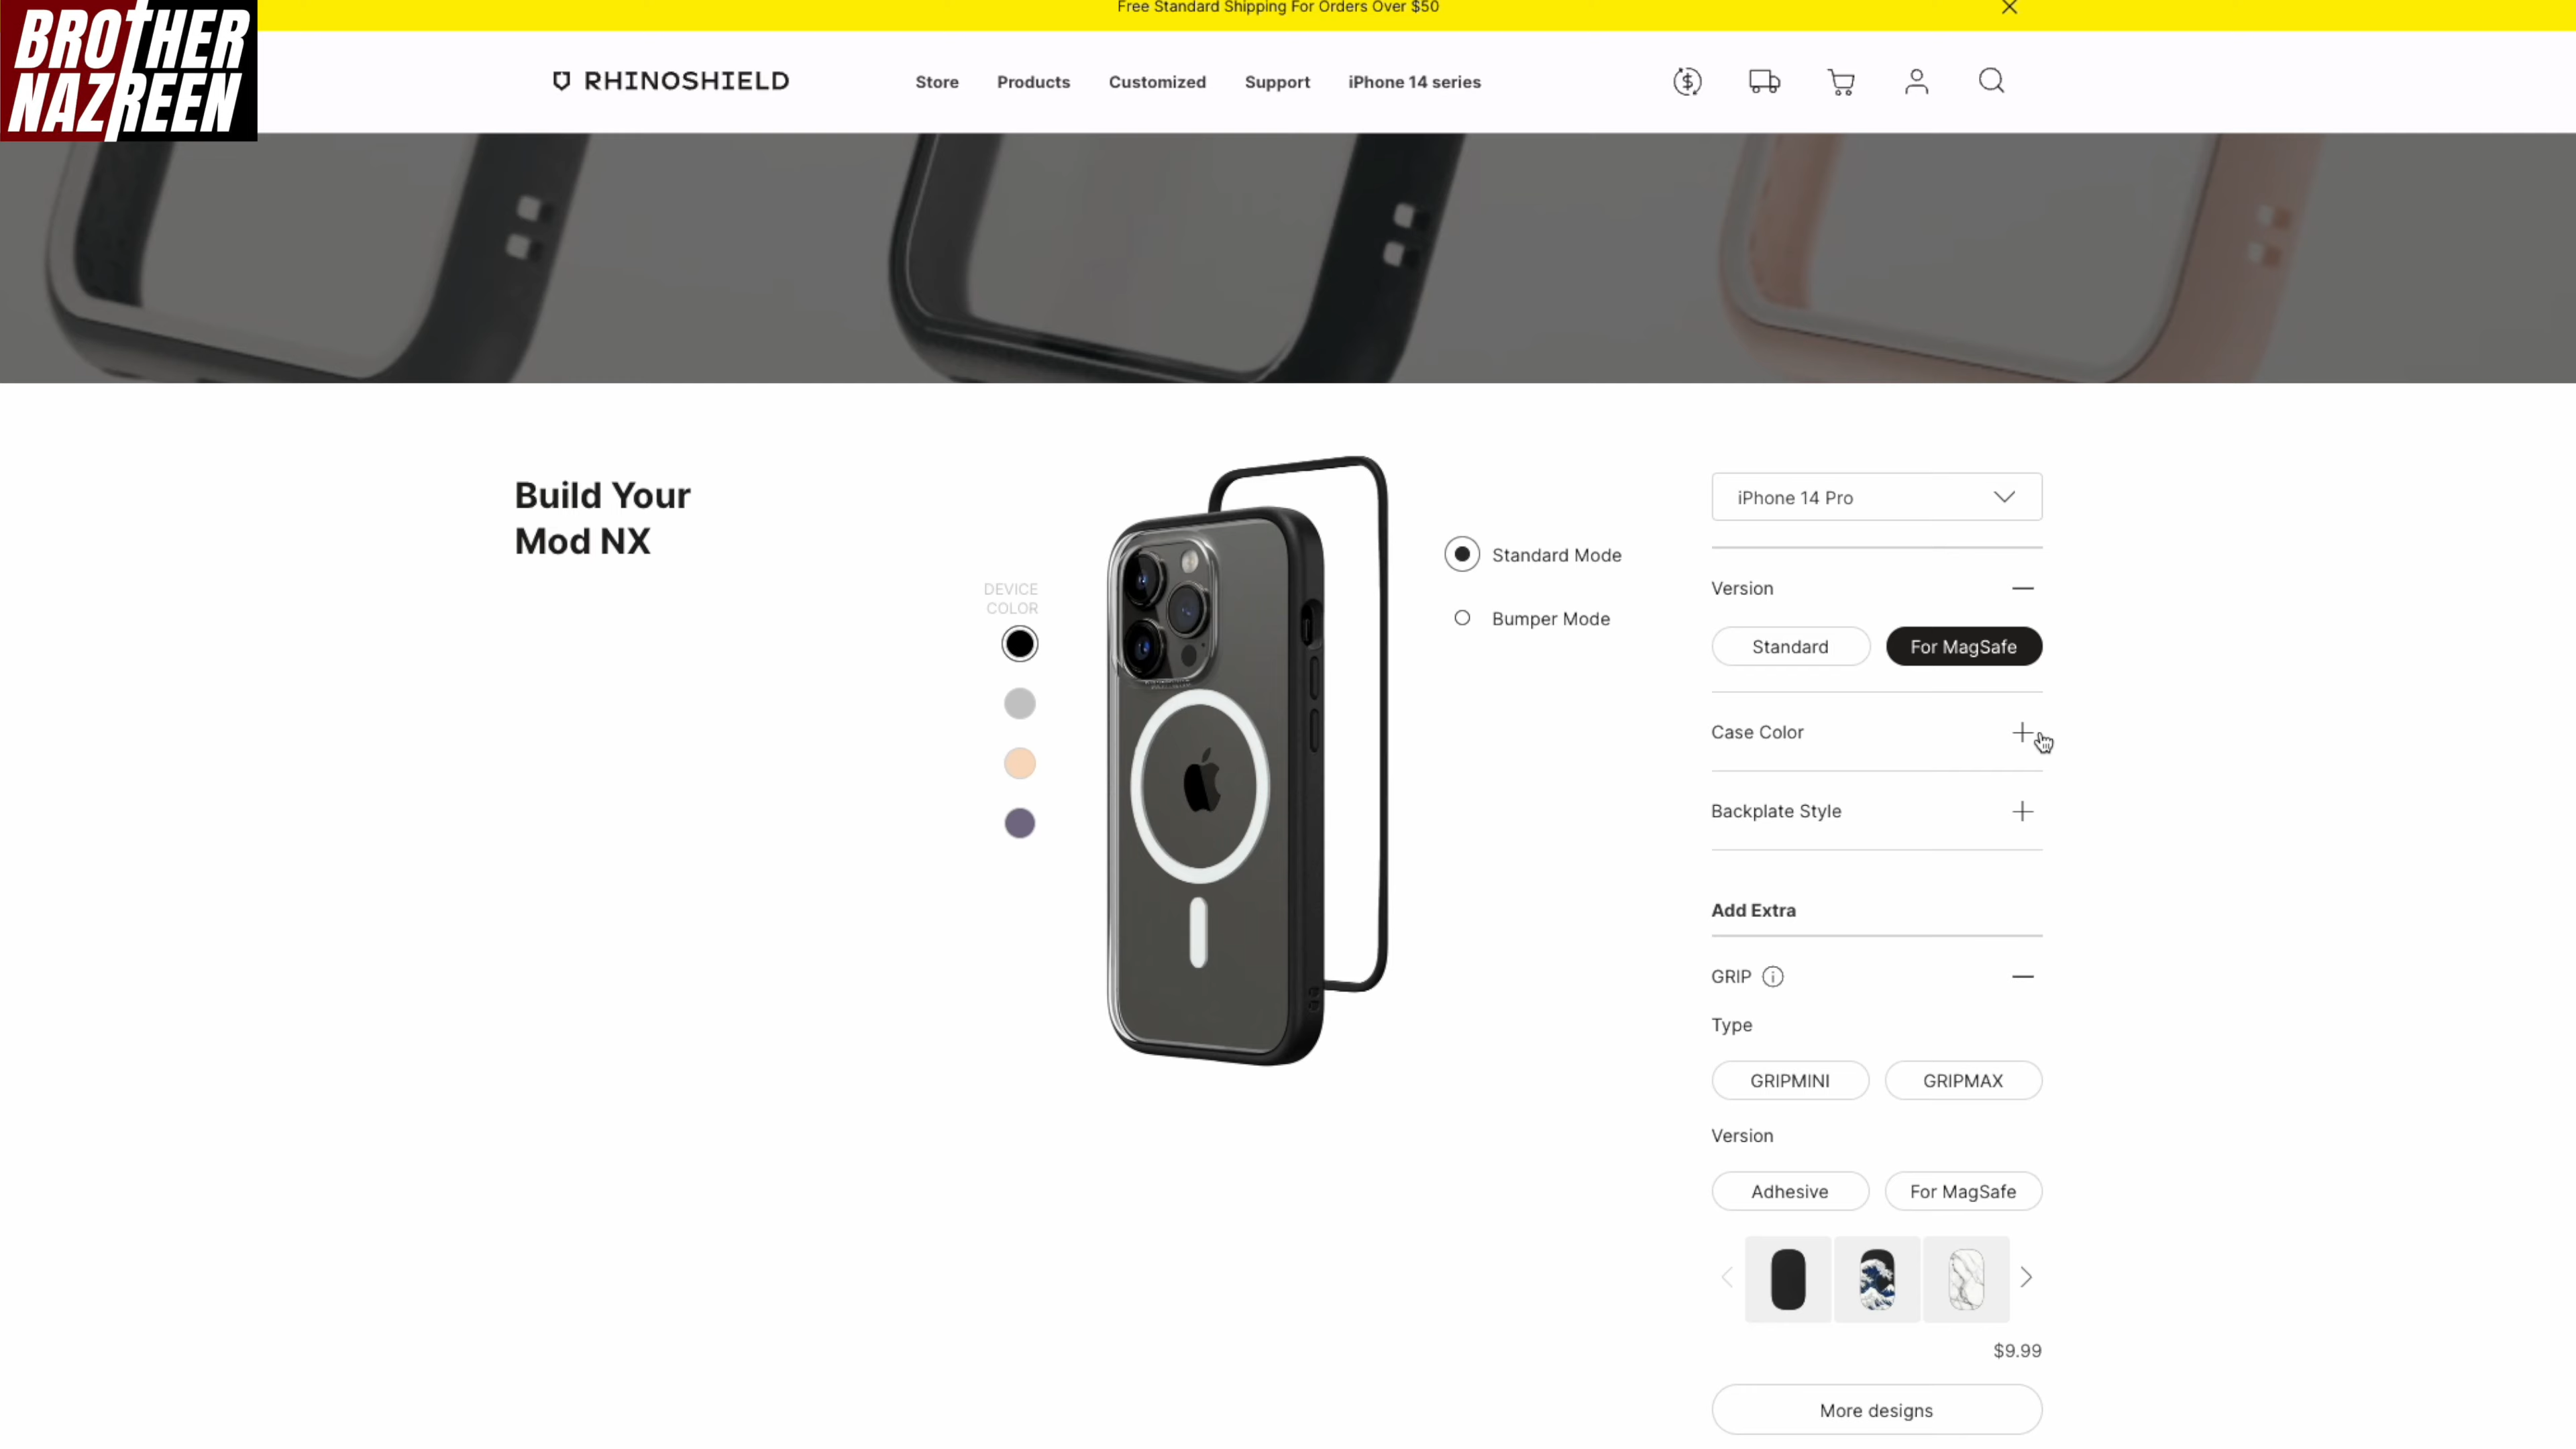 BROTHER
NAZREEN
Free Standard Shipping For Orders Over $50
RHINOSHIELD
Store
Products
Customized
Support
iPhone 14 series
Build Your
Mod NX
DEVICE
COLOR
Standard Mode
Bumper Mode
iPhone 14 Pro
Version
Standard
For MagSafe
Case Color
Backplate Style
Add Extra
GRIP
Type
GRIPMINI
GRIPMAX
Version
Adhesive
For MagSafe
$9.99
More designs